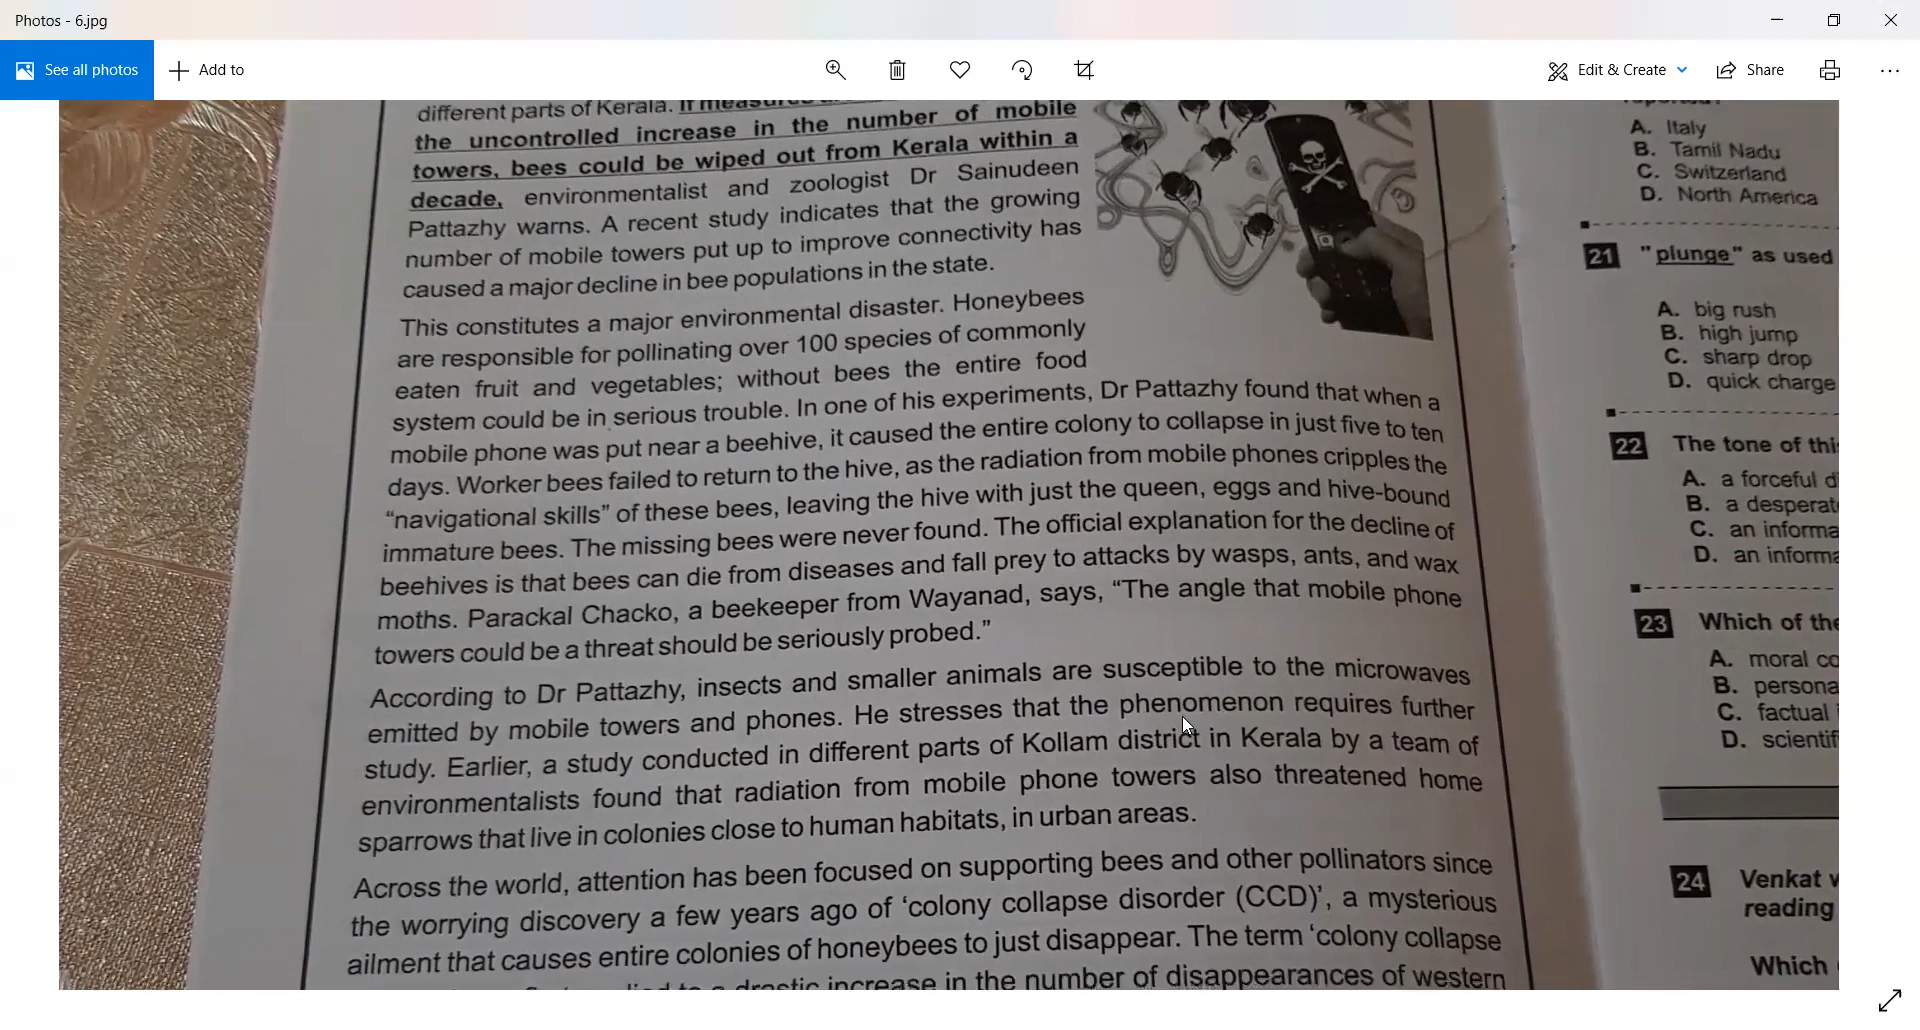 Photos - 6.jpg
See all photos
Add to
Edit & Create
Share
different parts of Kerala. If measures
the uncontrolled increase in the number of mobile
towers, bees could be wiped out from Kerala within a
decade, environmentalist and zoologist Dr Sainudeen
Pattazhy warns. A recent study indicates that the growing
number of mobile towers put up to improve connectivity has
caused a major decline in bee populations in the state.
This constitutes a major environmental disaster. Honeybees
are responsible for pollinating over 100 species of commonly
eaten fruit and vegetables; without bees the entire food
system could be in serious trouble. In one of his experiments, Dr Pattazhy found that when a
mobile phone was put near a beehive, it caused the entire colony to collapse in just five to ten
days. Worker bees failed to return to the hive, as the radiation from mobile phones cripples the
“navigational skills” of these bees, leaving the hive with just the queen, eggs and hive-bound
immature bees. The missing bees were never found. The official explanation for the decline of
beehives is that bees can die from diseases and fall prey to attacks by wasps, ants, and wax
moths. Parackal Chacko, a beekeeper from Wayanad, says, “The angle that mobile phone
towers could be a threat should be seriously probed.”
According to Dr Pattazhy, insects and smaller animals are susceptible to the microwaves
emitted by mobile towers and phones. He stresses that the phenomenon requires further
study. Earlier, a study conducted in different parts of Kollam district in Kerala by a team of
environmentalists found that radiation from mobile phone towers also threatened home
sparrows that live in colonies close to human habitats, in urban areas.
Across the world, attention has been focused on supporting bees and other pollinators since
the worrying discovery a few years ago of ‘colony collapse disorder (CCD)’, a mysterious
ailment that causes entire colonies of honeybees to just disappear. The term ‘colony collapse
drastic increase in the number of disappearances of western
A. Italy
B. Tamil Nadu
C. Switzerland
D. North America
21 "plunge" as used
A. big rush
B. high jump
C. sharp drop
D. quick charge
22 The tone of this
A. a forceful d
B. a desperat
C. an informa
D. an informa
23 Which of the
A. moral co
B. persona
C. factual
D. scientif
24 Venkat
reading
Which